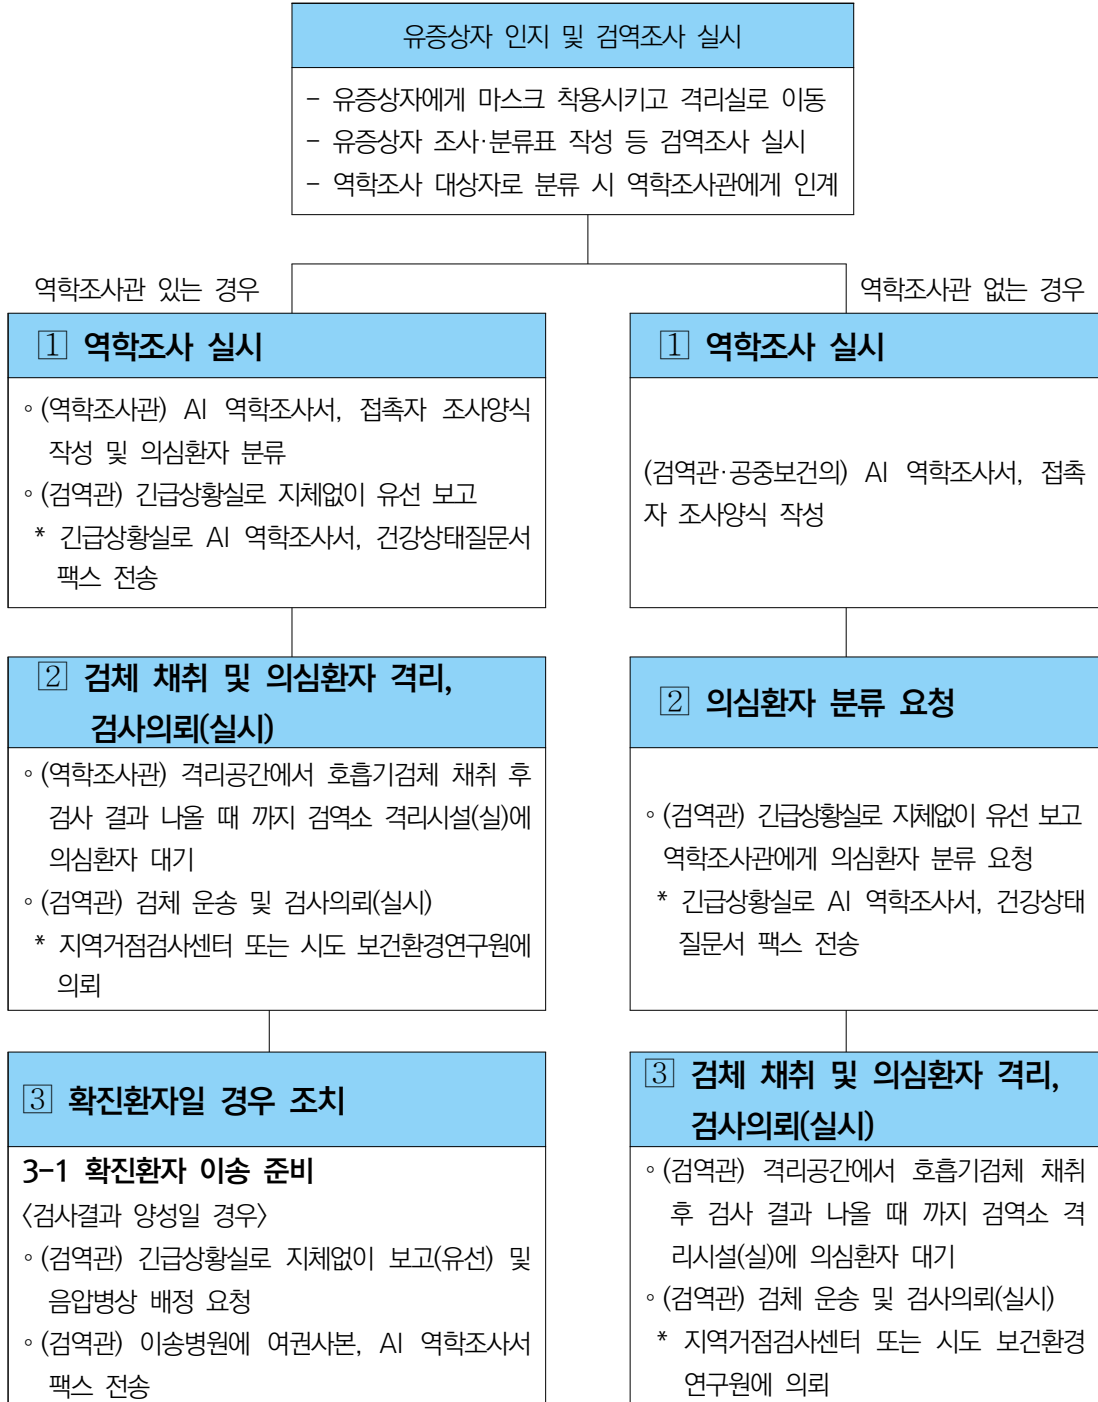 유증상자 인지 및 검역조사 실시
- 유증상자에게 마스크 착용시키고 격리실로 이동
- 유증상자 조사·분류표 작성 등 검역조사 실시
- 역학조사 대상자로 분류 시 역학조사관에게 인계
역학조사관 있는 경우
1 역학조사 실시
◦ (역학조사관) AI 역학조사서, 접촉자 조사양식
작성 및 의심환자 분류
◦ (검역관) 긴급상황실로 지체없이 유선 보고
* 긴급상황실로 AI 역학조사서, 건강상태질문서
팩스 전송
2 검체 채취 및 의심환자 격리,
검사의뢰(실시)
◦ (역학조사관) 격리공간에서 호흡기검체 채취 후
검사 결과 나올 때 까지 검역소 격리시설(실)에
의심환자 대기
◦ (검역관) 검체 운송 및 검사의뢰(실시)
* 지역거점검사센터 또는 시도 보건환경연구원에
의뢰
3 확진환자일 경우 조치
3-1 확진환자 이송 준비
〈검사결과 양성일 경우〉
◦ (검역관) 긴급상황실로 지체없이 보고(유선) 및
음압병상 배정 요청
◦ (검역관) 이송병원에 여권사본, AI 역학조사서
팩스 전송
역학조사관 없는 경우
1 역학조사 실시
(검역관·공중보건의) AI 역학조사서, 접촉
자 조사양식 작성
2 의심환자 분류 요청
◦ (검역관) 긴급상황실로 지체없이 유선 보고
역학조사관에게 의심환자 분류 요청
* 긴급상황실로 AI 역학조사서, 건강상태
질문서 팩스 전송
3 검체 채취 및 의심환자 격리,
검사의뢰(실시)
◦ (검역관) 격리공간에서 호흡기검체 채취
후 검사 결과 나올 때 까지 검역소 격
리시설(실)에 의심환자 대기
◦ (검역관) 검체 운송 및 검사의뢰(실시)
* 지역거점검사센터 또는 시도 보건환경
연구원에 의뢰